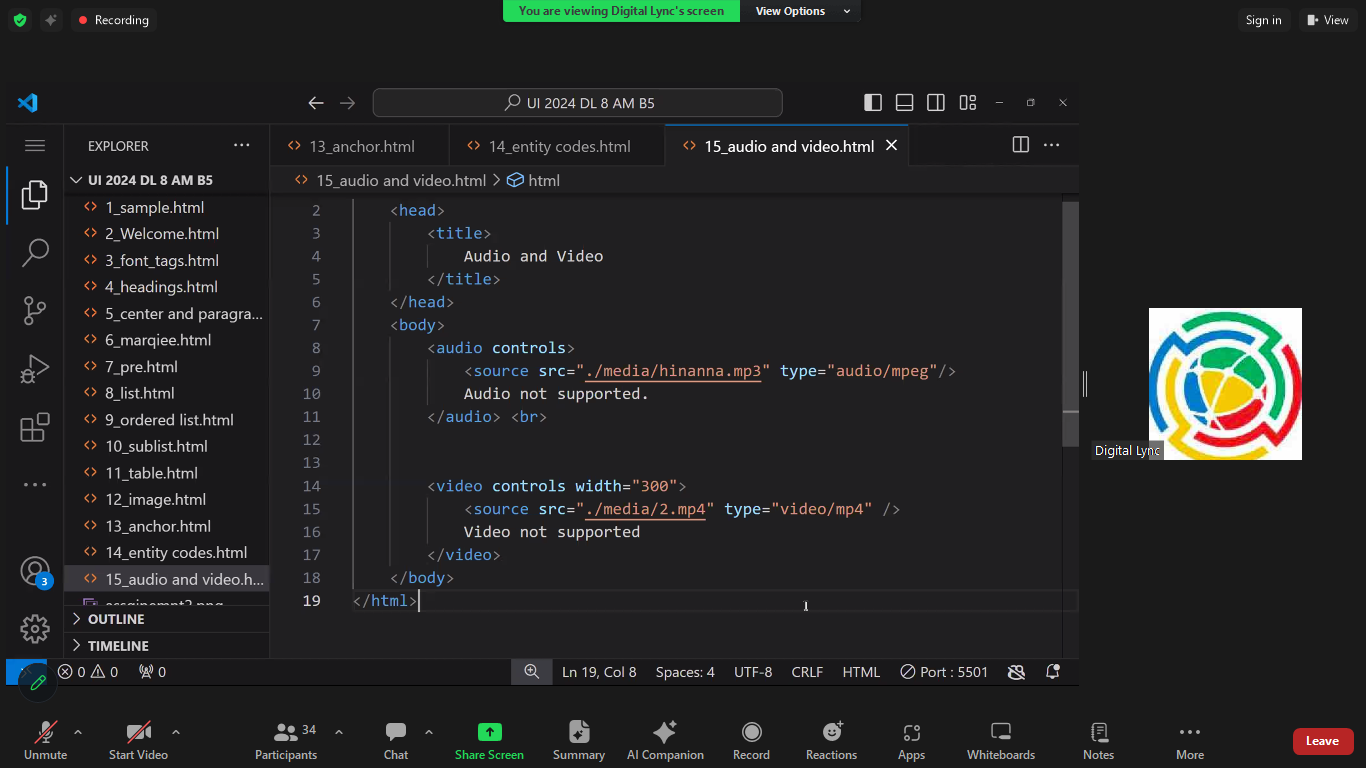 Recording
You are viewing Digital Lync's screen
View Options
Sign in
View
UI 2024 DL 8 AM B5
EXPLORER
UI 2024 DL 8 AM B5
1_sample.html
2_Welcome.html
3_font_tags.html
4_headings.html
5_center and paragra...
6_marqiee.html
7_pre.html
8_list.html
9_ordered list.html
10_sublist.html
11_table.html
12_image.html
13_anchor.html
14_entity codes.html
15_audio and video.h...
OUTLINE
TIMELINE
13_anchor.html
14_entity codes.html
15_audio and video.html
15_audio and video.html > html
2 <head>
3 <title>
4 Audio and Video
5 </title>
6 </head>
7 <body>
8 <audio controls>
9 <source src="./media/hinanna.mp3" type="audio/mpeg"/>
10 Audio not supported.
11 </audio> <br>
12
13
14 <video controls width="300">
15 <source src="./media/2.mp4" type="video/mp4" />
16 Video not supported
17 </video>
18 </body>
19 </html>
Digital Lync
3
0 0 0
Ln 19, Col 8
Spaces: 4
UTF-8
CRLF
HTML
Port : 5501
Unmute
Start Video
34
Participants
Chat
Share Screen
Summary
AI Companion
Record
Reactions
Apps
Whiteboards
Notes
More
Leave